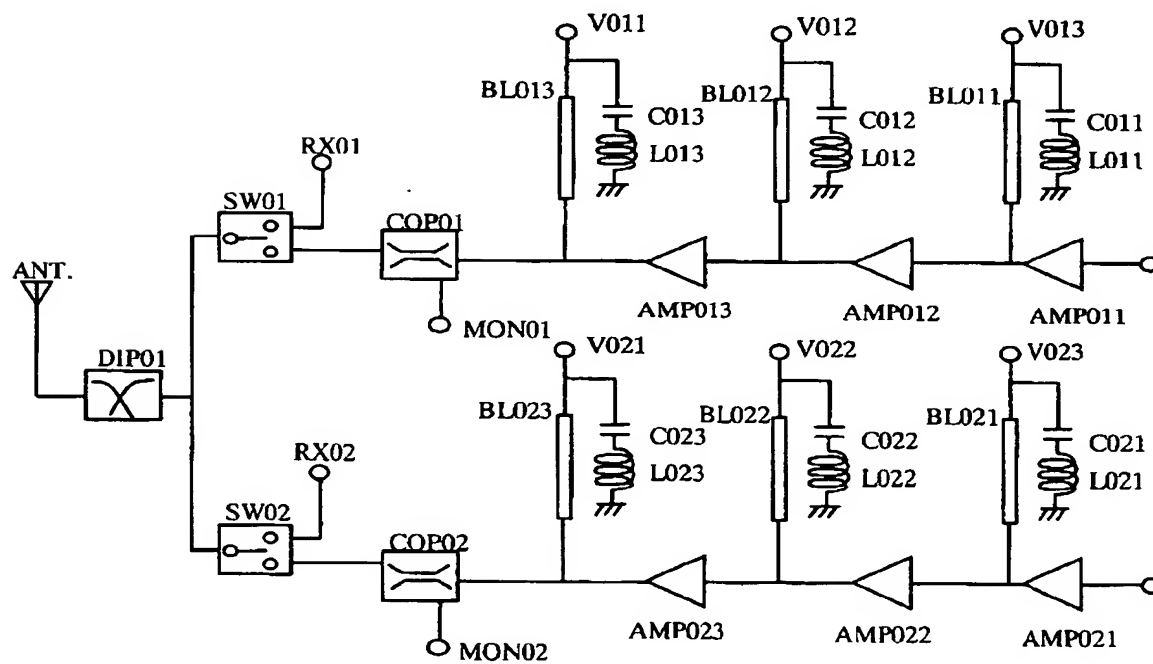 V011
V012
V013
BL013
BL012
BL011
C013
C012
C011
RX01
L013
L012
L011
SW01
COP01
ANT.
AMP013
AMP012
AMP011
MON01
DIP01
V021
V022
V023
BL023
BL022
BL021
C023
C022
C021
RX02
L023
L022
L021
SW02
COP02
AMP023
AMP022
AMP021
MON02